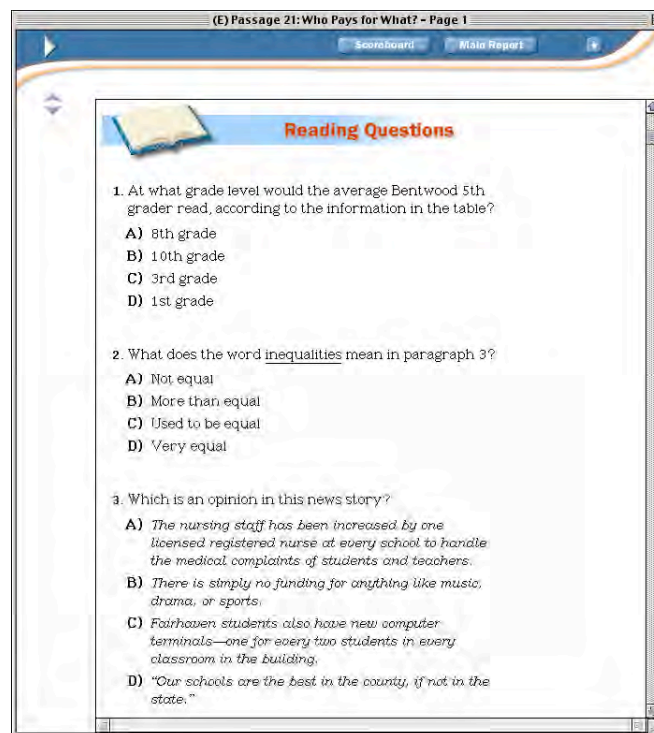 (E) Passage 21: Who Pays for What? - Page 1
Scoreboard Main Report
Reading Questions
1. At what grade level would the average Bentwood 5th
grader read, according to the information in the table?
A) 8th grade
B) 10th grade
C) 3rd grade
D) 1st grade
2. What does the word inequalities mean in paragraph 3?
A) Not equal
B) More than equal
C) Used to be equal
D) Very equal
3. Which is an opinion in this news story?
A) The nursing staff has been increased by one
licensed registered nurse at every school to handle
the medical complaints of students and teachers.
B) There is simply no funding for anything like music,
drama, or sports.
C) Fairhaven students also have new computer
terminals—one for every two students in every
classroom in the building.
D) "Our schools are the best in the county, if not in the
state."